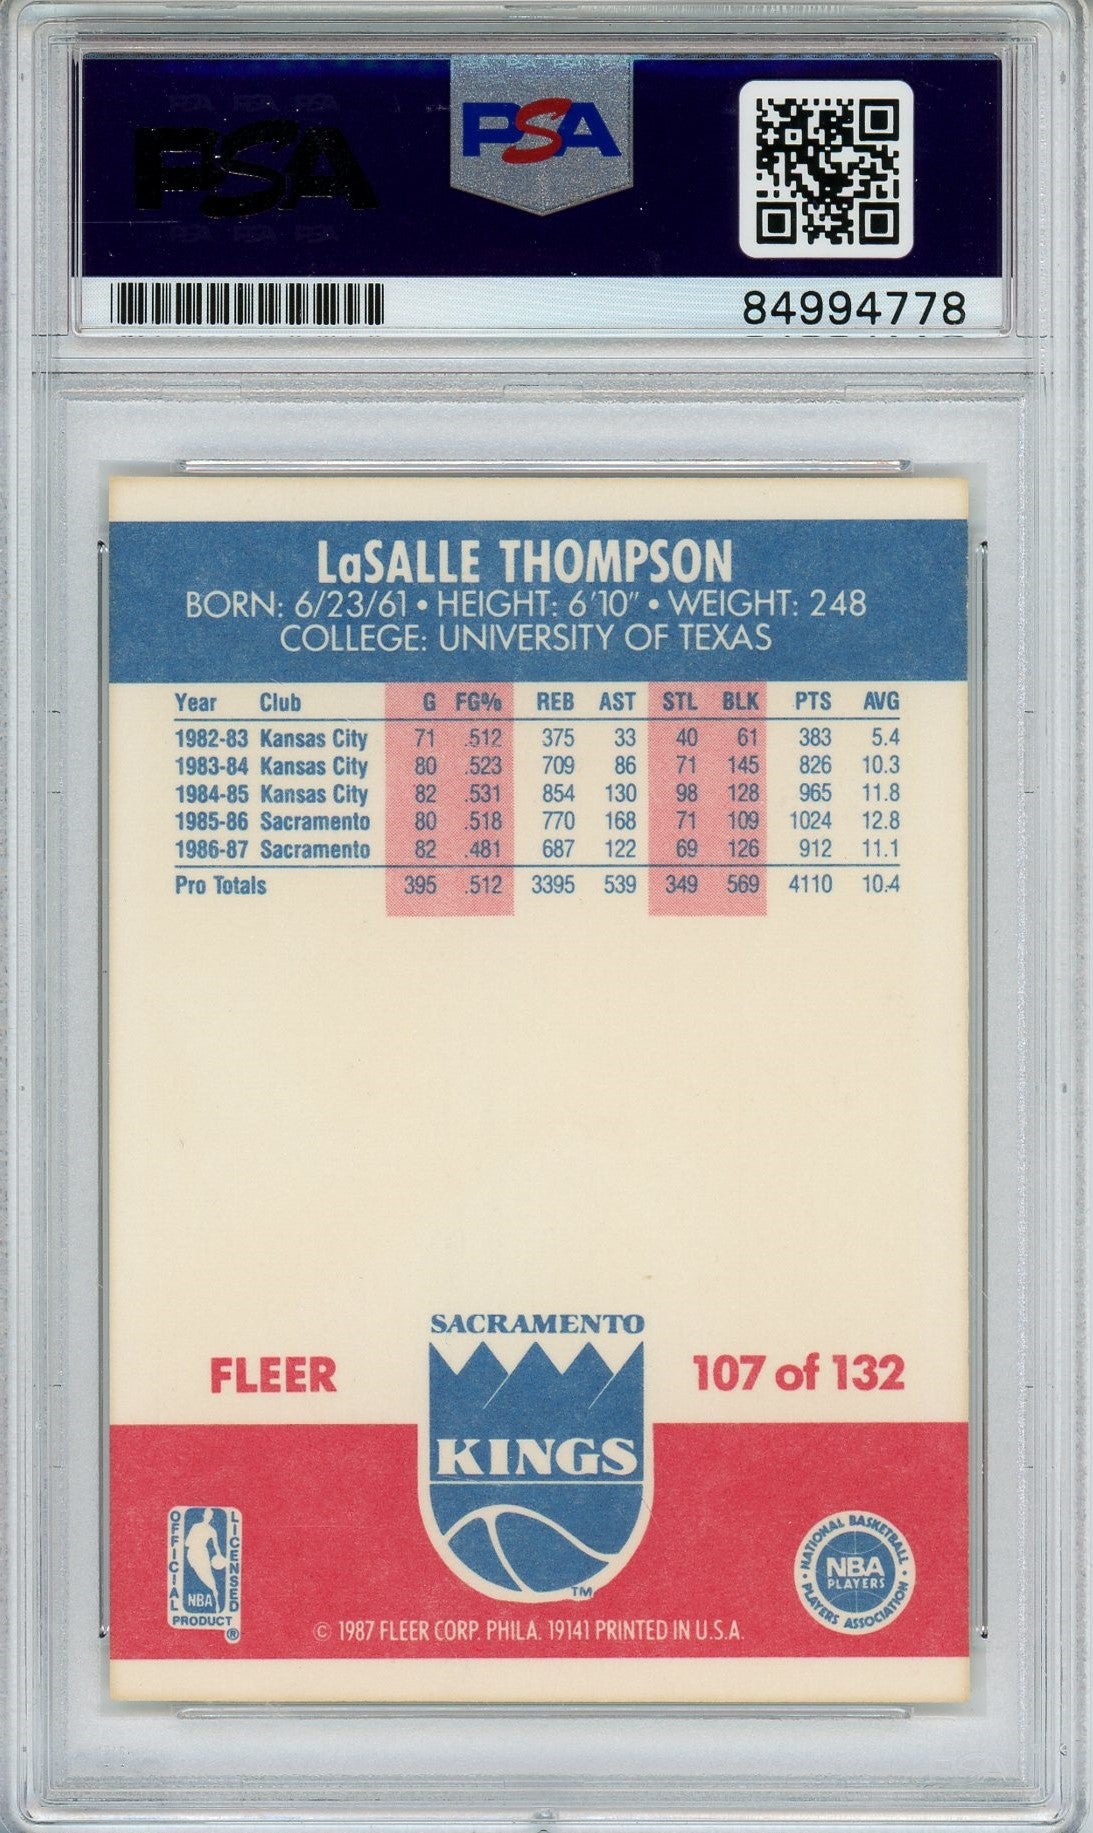 PSA
PSA
84994778
LaSALLE THOMPSON
BORN: 6/23/61 • HEIGHT: 6'10" • WEIGHT: 248
COLLEGE: UNIVERSITY OF TEXAS
Year Club G FG% REB AST STL BLK PTS AVG
1982-83 Kansas City 71 .512 375 33 40 61 383 5.4
1983-84 Kansas City 80 .523 709 86 71 145 826 10.3
1984-85 Kansas City 82 .531 854 130 98 128 965 11.8
1985-86 Sacramento 80 .518 770 168 71 109 1024 12.8
1986-87 Sacramento 82 .481 687 122 69 126 912 11.1
Pro Totals 395 .512 3395 539 349 569 4110 10.4
SACRAMENTO
KINGS
TM
FLEER
107 of 132
OFFICIAL LICENSED
NBA
PRODUCT
®
NATIONAL BASKETBALL
NBA
PLAYERS
PLAYERS ASSOCIATION
© 1987 FLEER CORP. PHILA. 19141 PRINTED IN U.S.A.